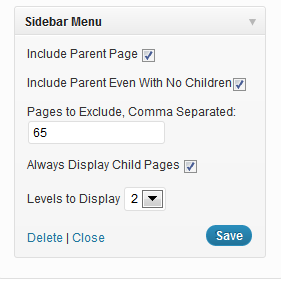 Sidebar Menu
Include Parent Page
Include Parent Even With No Children
Pages to Exclude, Comma Separated:
65
Always Display Child Pages
Levels to Display 2
Delete | Close Save